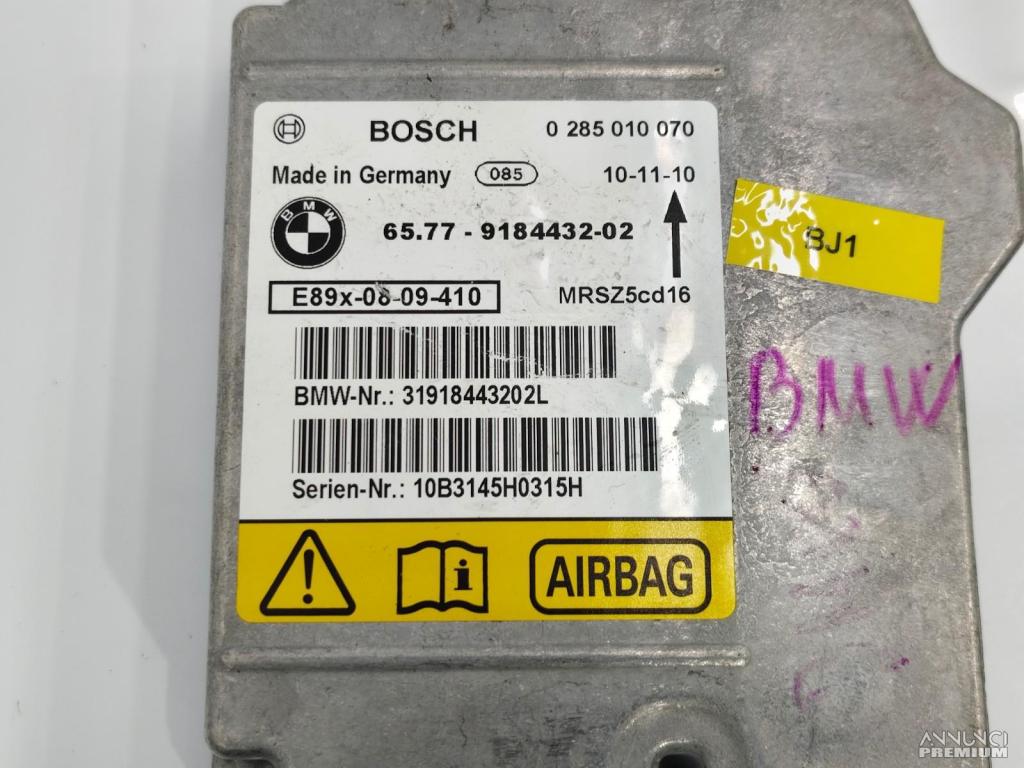 BOSCH 0 285 010 070
Made in Germany 085 10-11-10
BMW
65.77 - 9184432-02
BJ1
E89x-08-09-410 MRSZ5cd16
BMW-Nr.: 31918443202L
BMW
Serien-Nr.: 10B3145H0315H
AIRBAG
ANNUNCI
PREMIUM